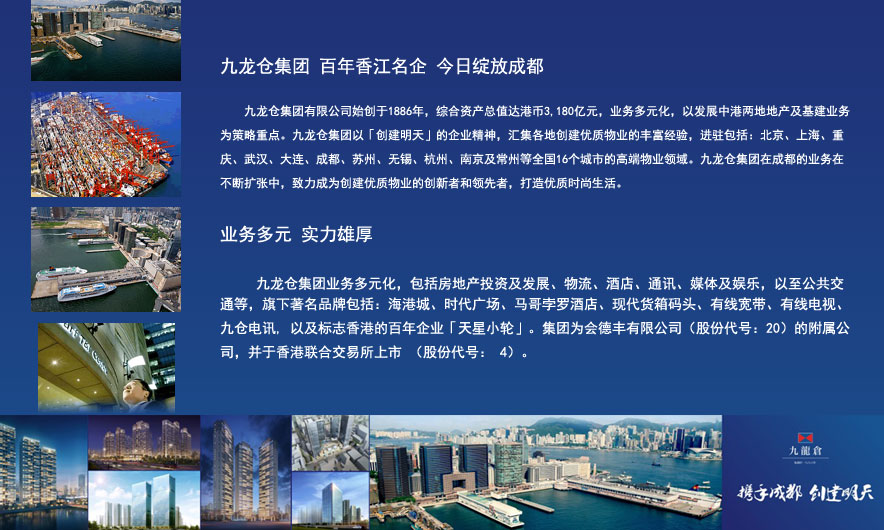 九龙仓集团 百年香江名企 今日绽放成都
九龙仓集团有限公司始创于1886年，综合资产总值达港币3,180亿元，业务多元化，以发展中港两地地产及基建业务
为策略重点。九龙仓集团以「创建明天」的企业精神，汇集各地创建优质物业的丰富经验，进驻包括：北京、上海、重
庆、武汉、大连、成都、苏州、无锡、杭州、南京及常州等全国16个城市的高端物业领域。九龙仓集团在成都的业务在
不断扩张中，致力成为创建优质物业的创新者和领先者，打造优质时尚生活。
业务多元 实力雄厚
九龙仓集团业务多元化，包括房地产投资及发展、物流、酒店、通讯、媒体及娱乐，以至公共交
通等，旗下著名品牌包括：海港城、时代广场、马哥孛罗酒店、现代货箱码头、有线宽带、有线电视、
九仓电讯, 以及标志香港的百年企业「天星小轮」。集团为会德丰有限公司（股份代号：20）的附属公
司，并于香港联合交易所上市 （股份代号： 4）。
九龍倉
携手成都 创建明天